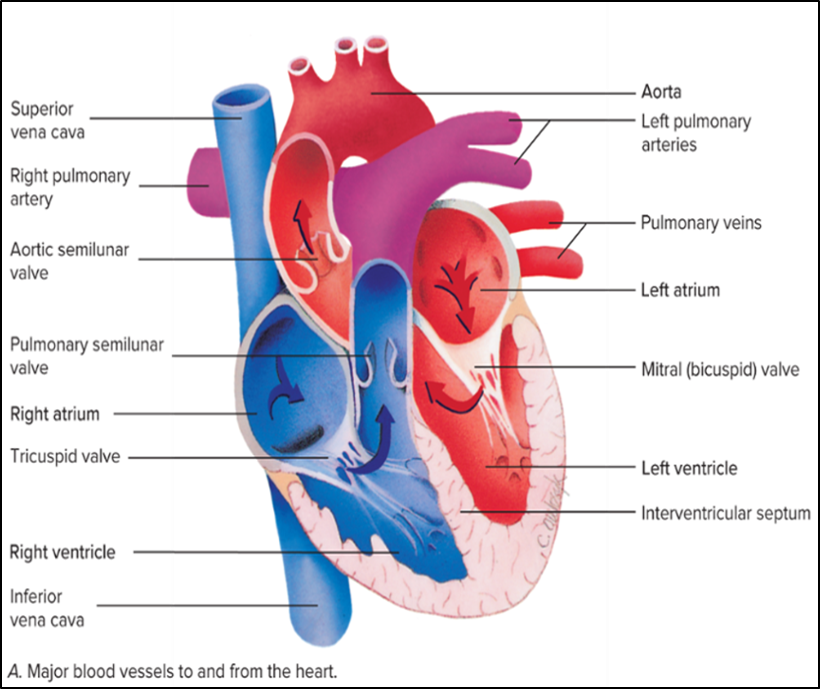 Superior
vena cava
Right pulmonary
artery
Aortic semilunar
valve
Pulmonary semilunar
valve
Right atrium
Tricuspid valve
Right ventricle
Inferior
vena cava
Aorta
Left pulmonary
arteries
Pulmonary veins
Left atrium
Mitral (bicuspid) valve
Left ventricle
Interventricular septum
A. Major blood vessels to and from the heart.